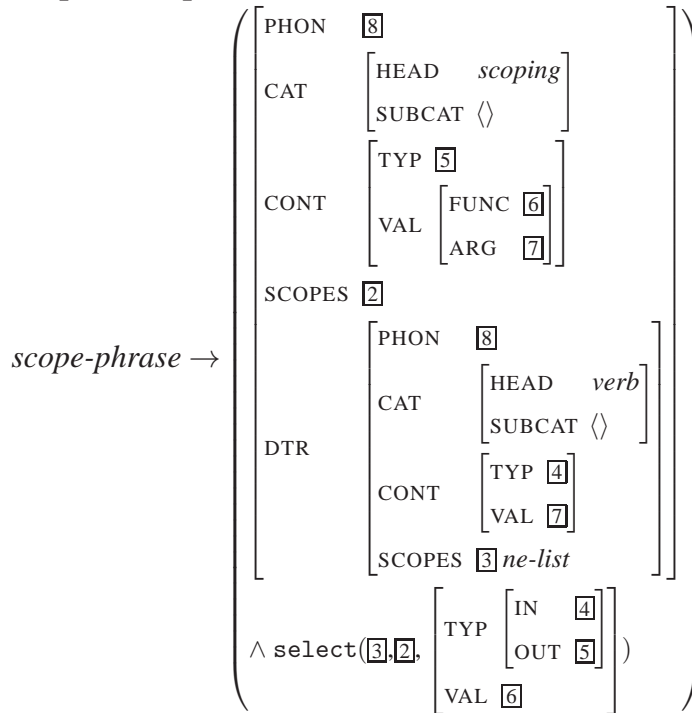 PHON 8
CAT HEAD scoping
SUBCAT ⟨⟩
CONT TYP 5
VAL FUNC 6
ARG 7
SCOPES 2
scope-phrase →
DTR PHON 8
CAT HEAD verb
SUBCAT ⟨⟩
CONT TYP 4
VAL 7
SCOPES 3 ne-list
∧ select(3,2, TYP IN 4
OUT 5
VAL 6 )